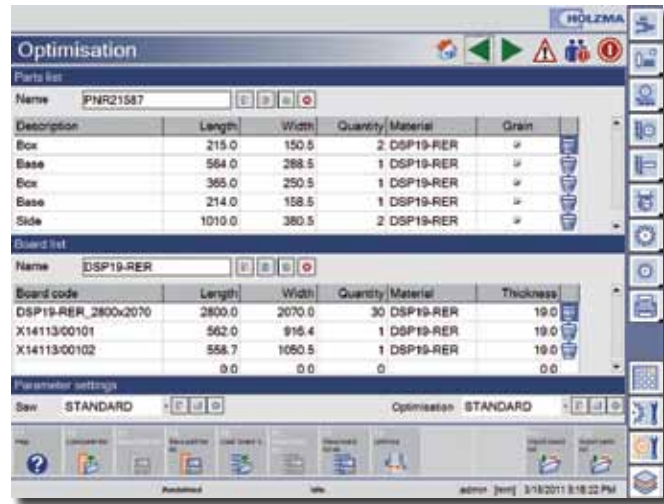 HOLZMA
Optimisation
Parts list
Name PNR21587
Description Length Width Quantity Material Grain
Box 215.0 150.5 2 DSP19-RER
Base 564.0 288.5 1 DSP19-RER
Box 365.0 250.5 1 DSP19-RER
Base 214.0 158.5 1 DSP19-RER
Side 1010.0 380.5 2 DSP19-RER
Board list
Name DSP19-RER
Board code Length Width Quantity Material Thickness
DSP19-RER_2800x2070 2800.0 2070.0 30 DSP19-RER 19.0
X14113/00101 562.0 916.4 1 DSP19-RER 19.0
X14113/00102 558.7 1050.5 1 DSP19-RER 19.0
0.0 0.0 0 0.0
Parameter settings
Saw STANDARD Optimisation STANDARD
Help
admin 3/18/2011 3:18:22 PM